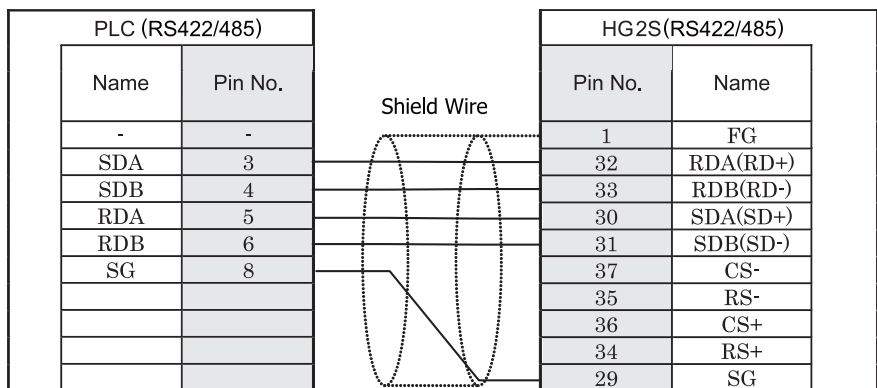 PLC (RS422/485) HG2S(RS422/485)
Name Pin No. Shield Wire Pin No. Name
- - 1 FG
SDA 3 32 RDA(RD+)
SDB 4 33 RDB(RD-)
RDA 5 30 SDA(SD+)
RDB 6 31 SDB(SD-)
SG 8 37 CS-
35 RS-
36 CS+
34 RS+
29 SG